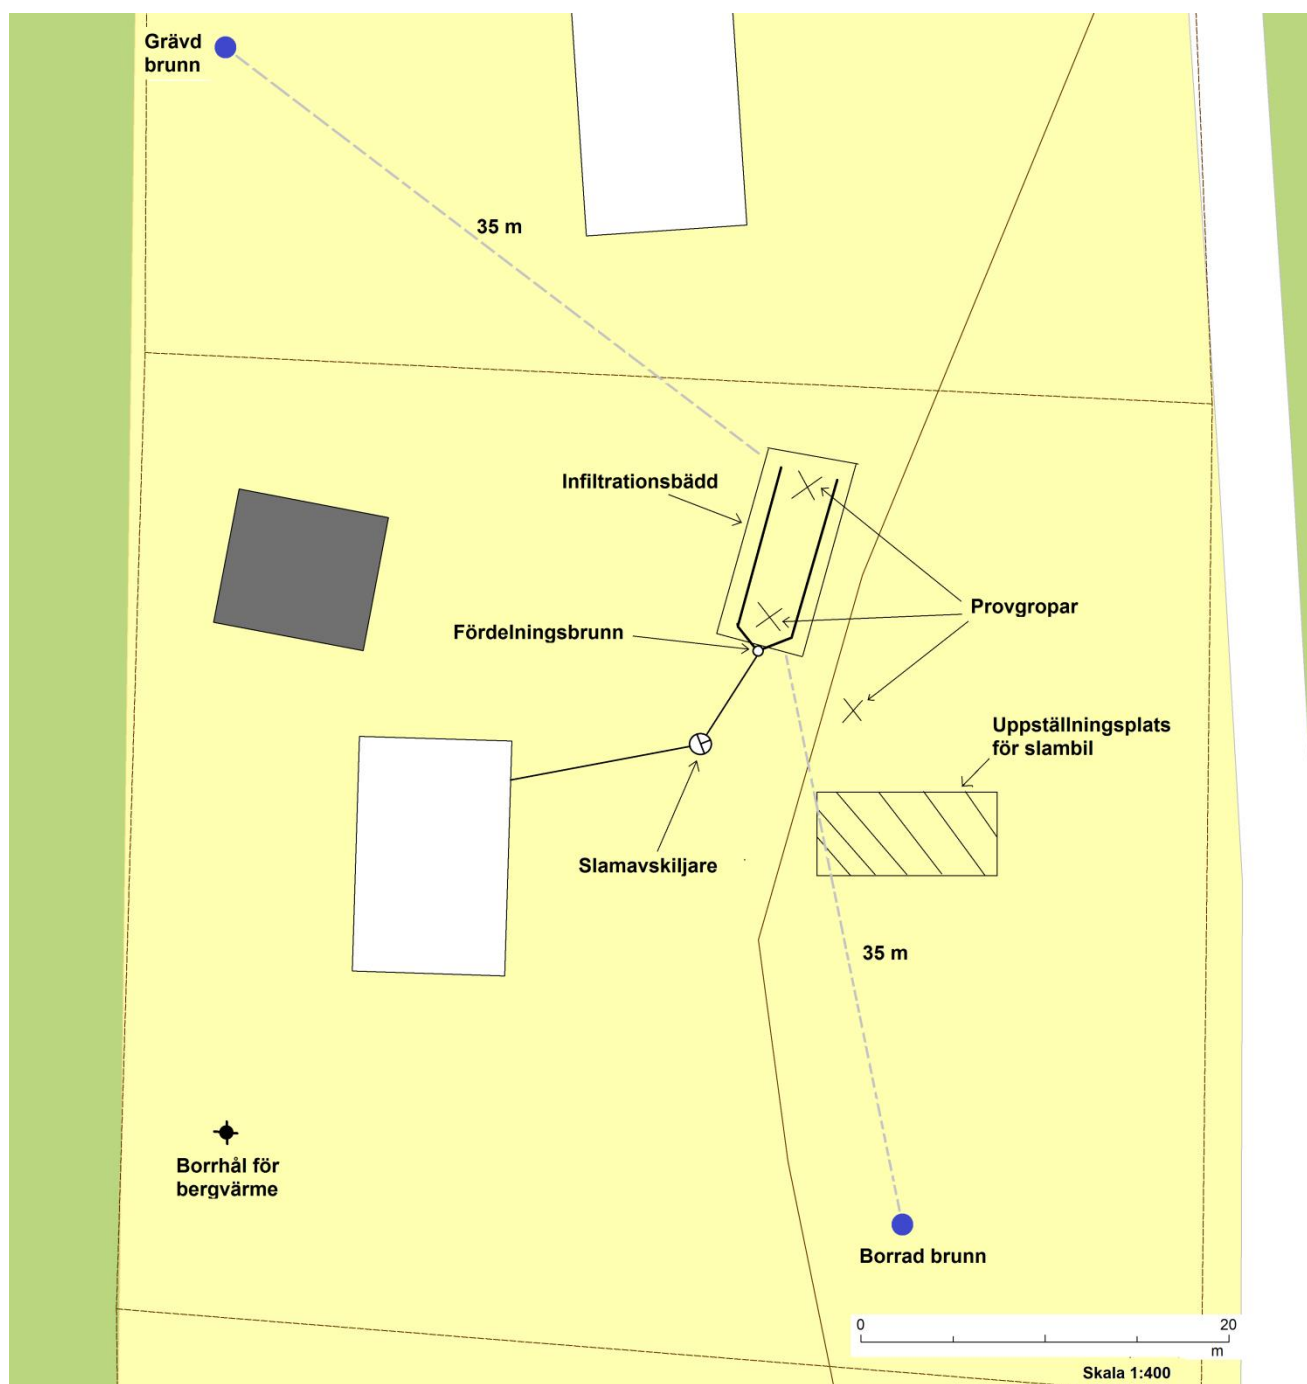 Grävd
brunn
35 m
Infiltrationsbädd
Provgropar
Fördelningsbrunn
Uppställningsplats
för slambil
Slamavskiljare
35 m
Borrhål för
bergvärme
Borrad brunn
0 20
m
Skala 1:400